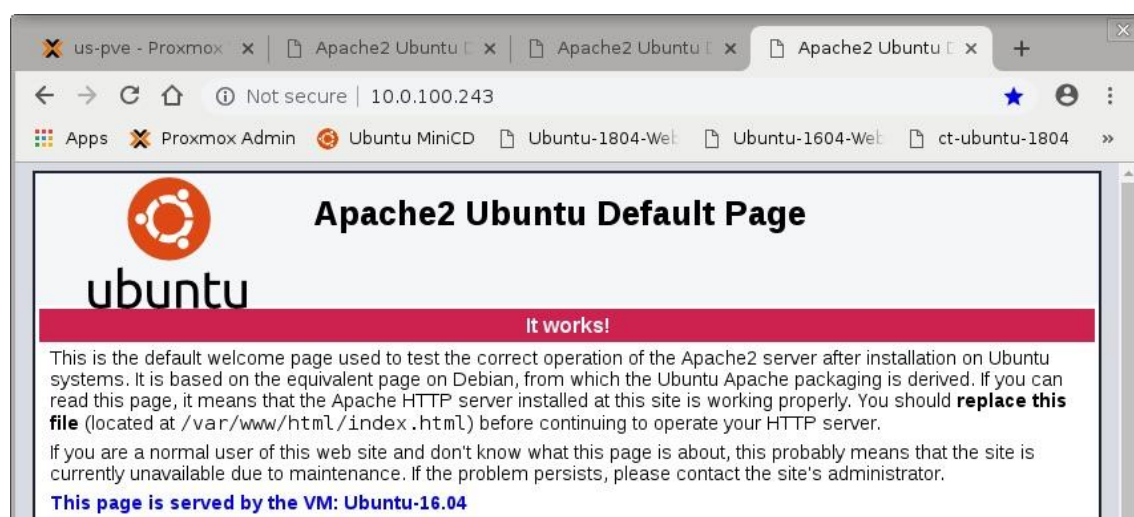 us-pve - Proxmox Apache2 Ubuntu Apache2 Ubuntu Apache2 Ubuntu
Not secure | 10.0.100.243
Apps Proxmox Admin Ubuntu MiniCD Ubuntu-1804-Web Ubuntu-1604-Web ct-ubuntu-1804 »
ubuntu
Apache2 Ubuntu Default Page
It works!
This is the default welcome page used to test the correct operation of the Apache2 server after installation on Ubuntu
systems. It is based on the equivalent page on Debian, from which the Ubuntu Apache packaging is derived. If you can
read this page, it means that the Apache HTTP server installed at this site is working properly. You should replace this
file (located at /var/www/html/index.html) before continuing to operate your HTTP server.
If you are a normal user of this web site and don't know what this page is about, this probably means that the site is
currently unavailable due to maintenance. If the problem persists, please contact the site's administrator.
This page is served by the VM: Ubuntu-16.04